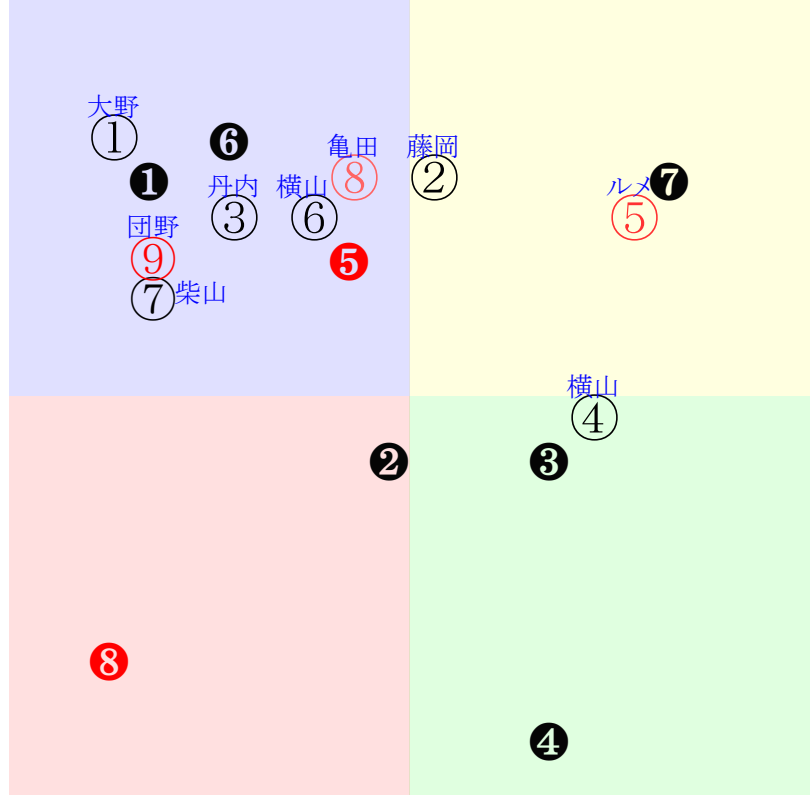 大野
①
❻
亀田
藤岡
⑧
②
❶
丹内
横山
ルメ
❼
③
⑥
⑤
団野
⑨
❺
⑦
柴山
横山
④
❷
❸
❽
❹